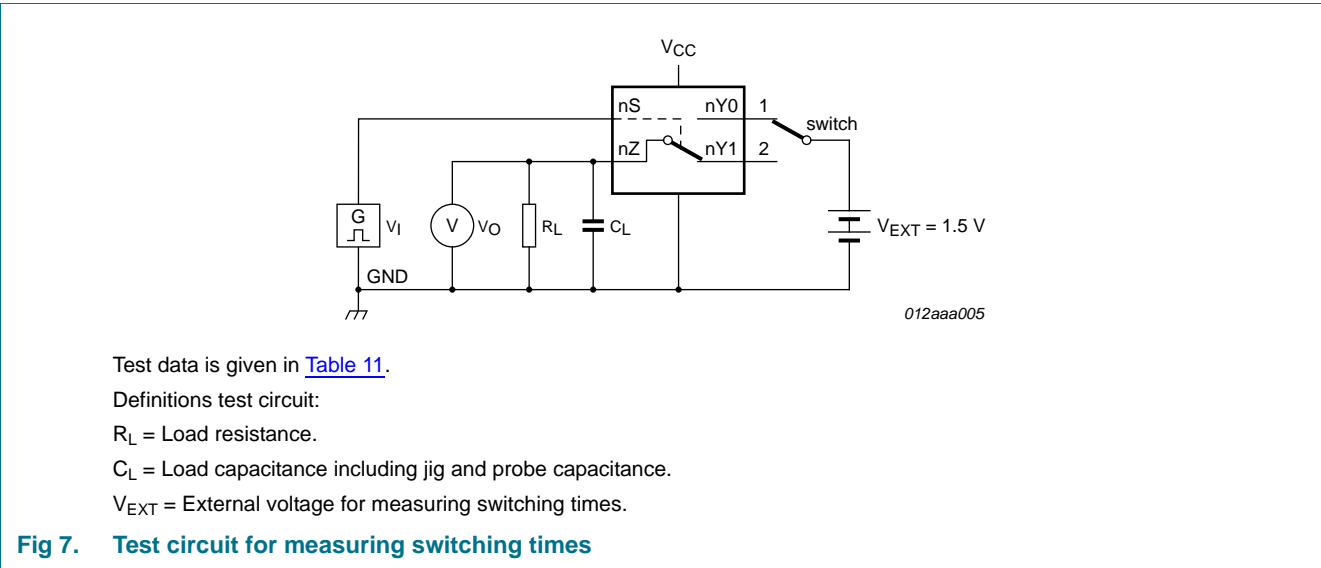 VCC
nS nY0 1
switch
nZ nY1 2
G VI V VO RL CL VEXT = 1.5 V
GND
012aaa005
Test data is given in Table 11.
Definitions test circuit:
RL = Load resistance.
CL = Load capacitance including jig and probe capacitance.
VEXT = External voltage for measuring switching times.
Fig 7. Test circuit for measuring switching times